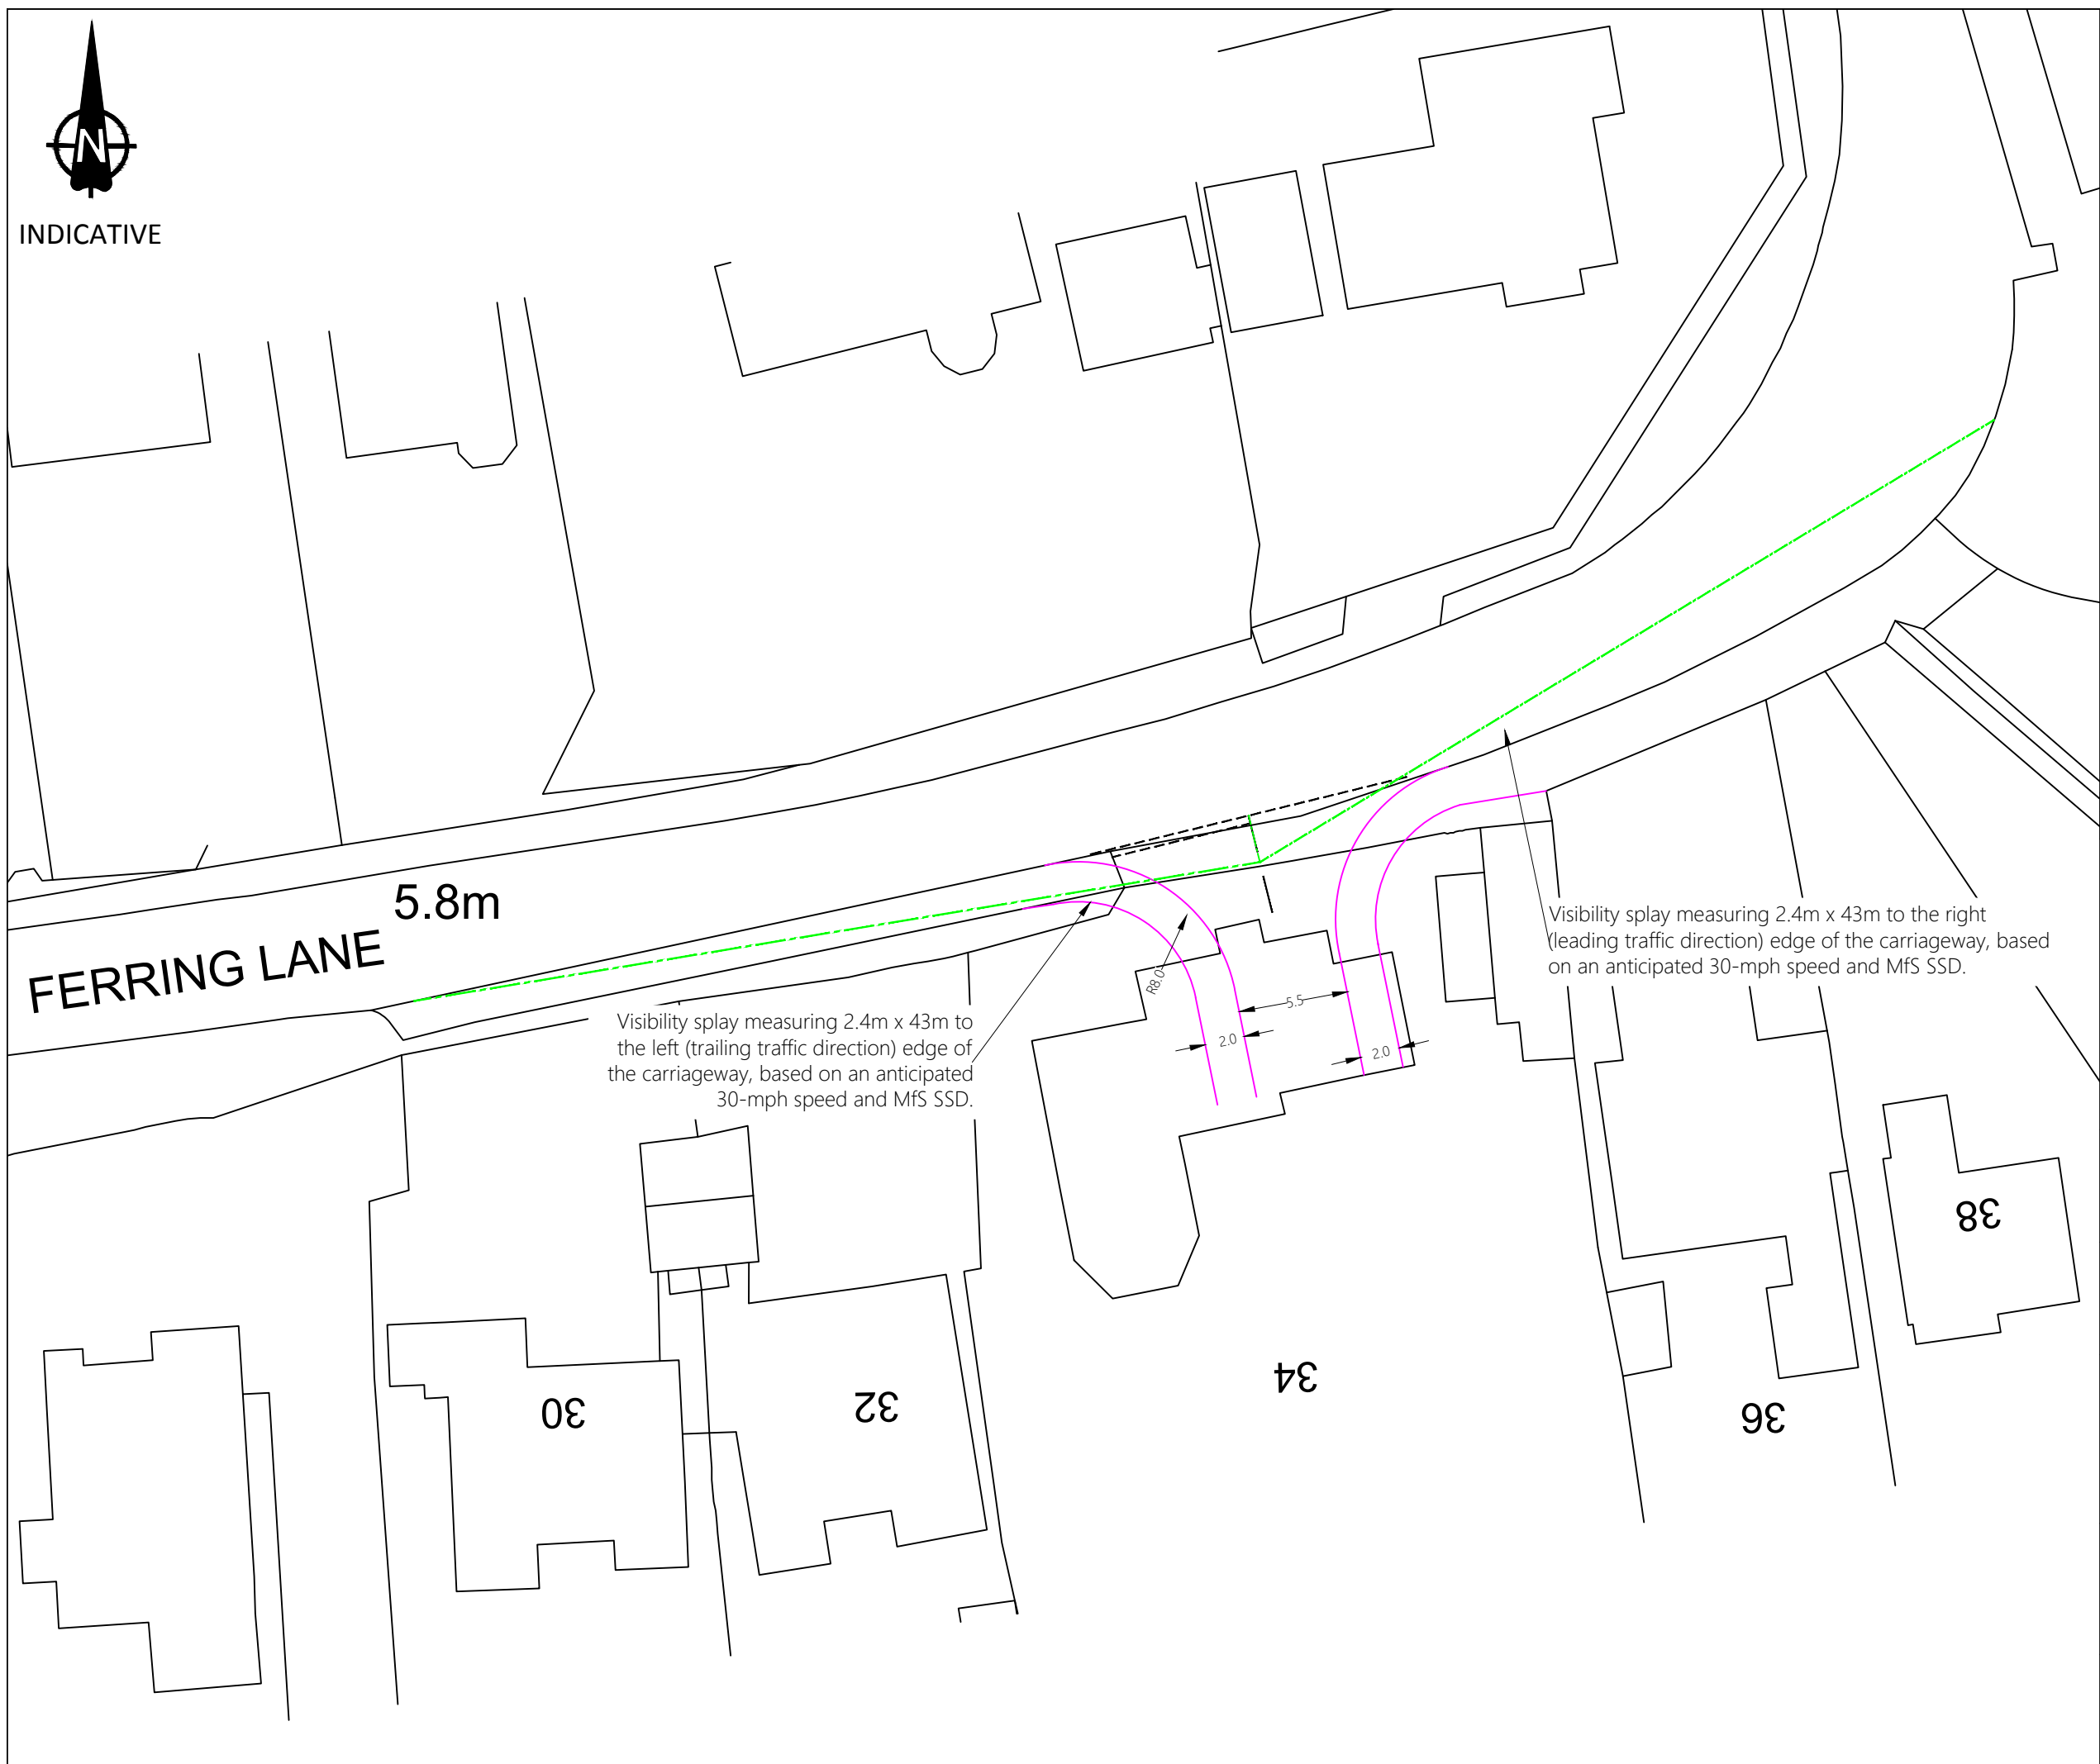 N
INDICATIVE
5.8m
FERRING LANE
Visibility splay measuring 2.4m x 43m to the right
(leading traffic direction) edge of the carriageway, based
on an anticipated 30-mph speed and MfS SSD.
R8.0
5.5
2.0
2.0
Visibility splay measuring 2.4m x 43m to
the left (trailing traffic direction) edge of
the carriageway, based on an anticipated
30-mph speed and MfS SSD.
38
34
32
30
36